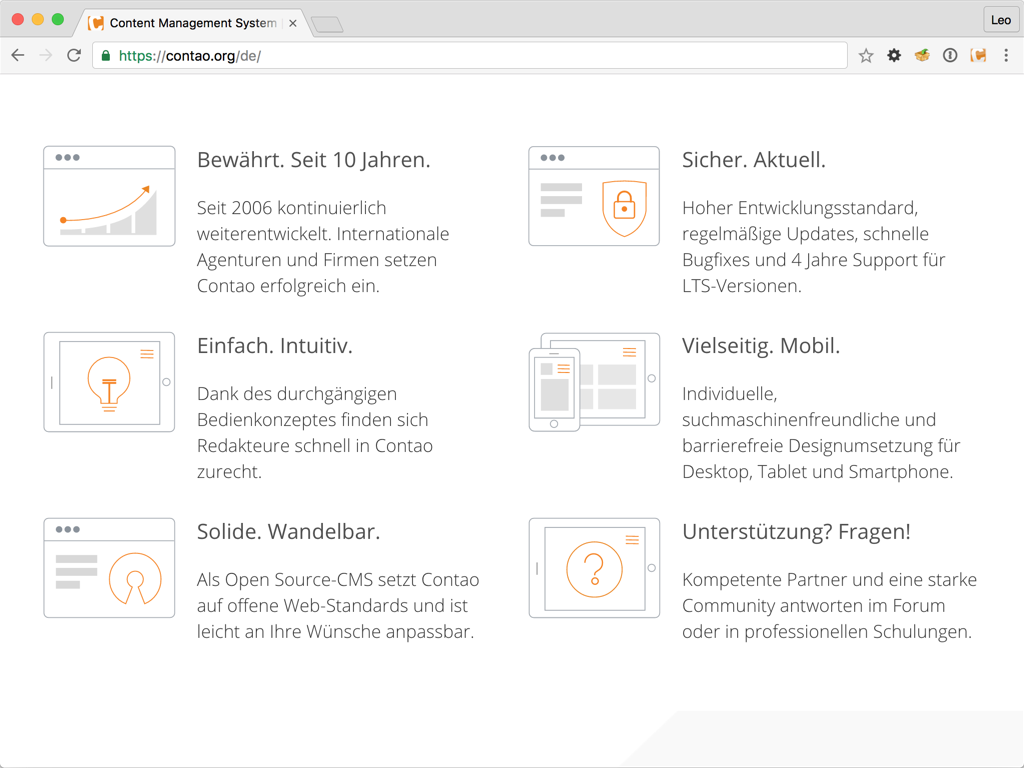 Content Management System
Leo
https://contao.org/de/
Bewährt. Seit 10 Jahren.
Seit 2006 kontinuierlich
weiterentwickelt. Internationale
Agenturen und Firmen setzen
Contao erfolgreich ein.
Sicher. Aktuell.
Hoher Entwicklungsstandard,
regelmäßige Updates, schnelle
Bugfixes und 4 Jahre Support für
LTS-Versionen.
Einfach. Intuitiv.
Dank des durchgängigen
Bedienkonzeptes finden sich
Redakteure schnell in Contao
zurecht.
Vielseitig. Mobil.
Individuelle,
suchmaschinenfreundliche und
barrierefreie Designumsetzung für
Desktop, Tablet und Smartphone.
Solide. Wandelbar.
Als Open Source-CMS setzt Contao
auf offene Web-Standards und ist
leicht an Ihre Wünsche anpassbar.
?
Unterstützung? Fragen!
Kompetente Partner und eine starke
Community antworten im Forum
oder in professionellen Schulungen.